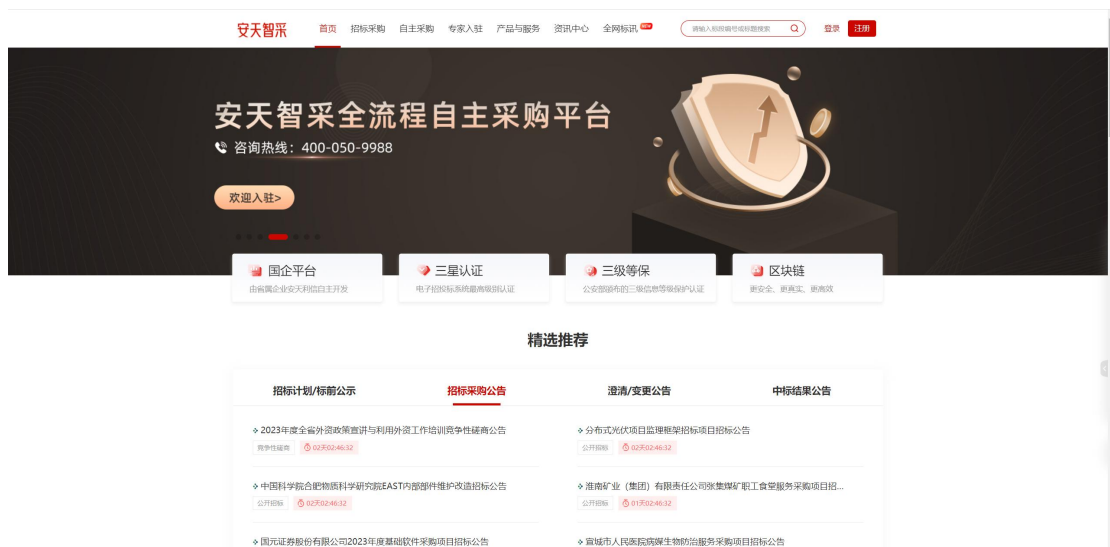 安天智采 首页 招标采购 自主采购 专家入驻 产品与服务 资讯中心 全网标讯 NEW 请输入标段编号或标题搜索 登录 注册
安天智采全流程自主采购平台
咨询热线：400-050-9988
欢迎入驻>
国企平台 三星认证 三级等保 区块链
由省属企业安天利信自主开发 电子招投标系统最高级别认证 公安部颁布的三级信息等级保护认证 更安全、更真实、更高效
精选推荐
招标计划/标前公示 招标采购公告 澄清/变更公告 中标结果公告
2023年度全省外资政策宣讲与利用外资工作培训竞争性磋商公告 分布式光伏项目监理框架招标项目招标公告
竞争性磋商 02天02:46:32 公开招标 02天02:46:32
中国科学院合肥物质科学研究院EAST内部部件维护改造招标公告 淮南矿业（集团）有限责任公司张集煤矿职工食堂服务采购项目招...
公开招标 02天02:46:32 公开招标 01天02:46:32
国元证券股份有限公司2023年度基础软件采购项目招标公告 宣城市人民医院病媒生物防治服务采购项目招标公告